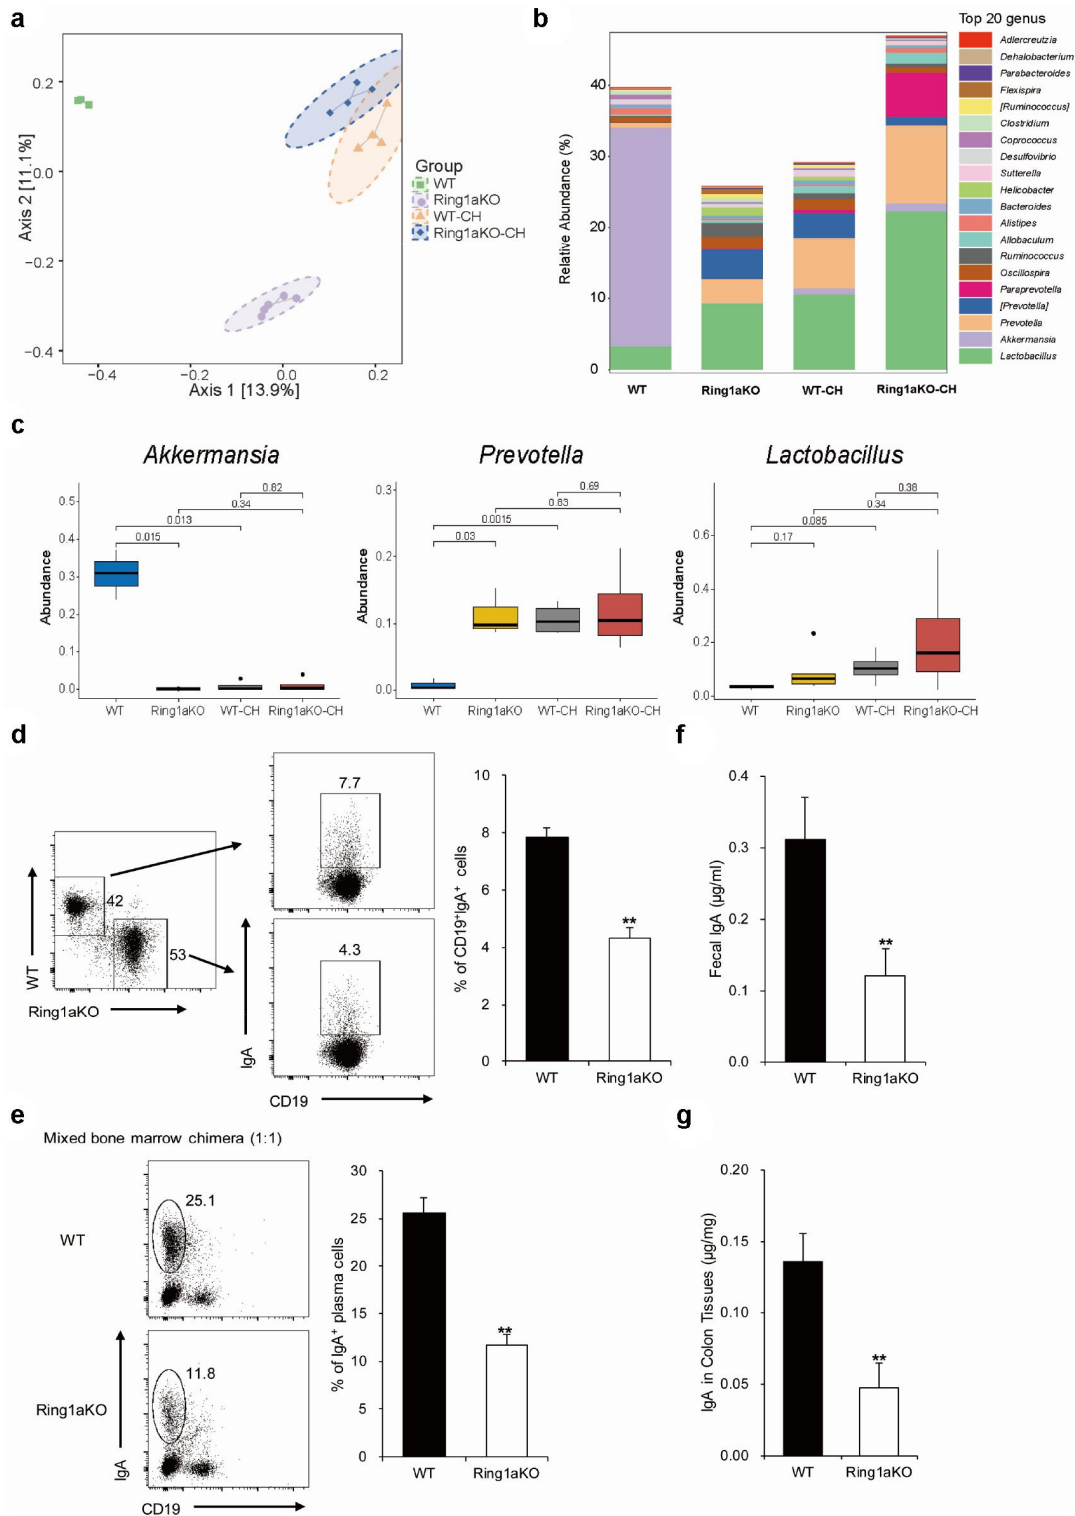 a
0.2
0.0
−0.2
−0.4
Axis 2 [11.1%]
−0.4
−0.2
0.0
0.2
Axis 1 [13.9%]
Group
WT
Ring1aKO
WT-CH
Ring1aKO-CH
b
Relative Abundance (%)
40
30
20
10
0
WT
Ring1aKO
WT-CH
Ring1aKO-CH
Top 20 genus
Adlercreutzia
Dehalobacterium
Parabacteroides
Flexispira
[Ruminococcus]
Clostridium
Coprococcus
Desulfovibrio
Sutterella
Helicobacter
Bacteroides
Alistipes
Allobaculum
Ruminococcus
Oscillospira
Paraprevotella
[Prevotella]
Prevotella
Akkermansia
Lactobacillus
c
Akkermansia
Abundance
0.5
0.4
0.3
0.2
0.1
0.0
0.82
0.34
0.013
0.015
WT
Ring1aKO
WT-CH
Ring1aKO-CH
Prevotella
Abundance
0.3
0.2
0.1
0.0
0.69
0.83
0.0015
0.03
WT
Ring1aKO
WT-CH
Ring1aKO-CH
Lactobacillus
Abundance
0.6
0.4
0.2
0.0
0.38
0.34
0.085
0.17
WT
Ring1aKO
WT-CH
Ring1aKO-CH
d
WT
42
53
Ring1aKO
7.7
4.3
IgA
CD19
% of CD19+IgA+ cells
10
8
6
4
2
0
**
WT
Ring1aKO
f
Fecal IgA (μg/ml)
0.4
0.3
0.2
0.1
0.0
**
WT
Ring1aKO
e
Mixed bone marrow chimera (1:1)
WT
25.1
Ring1aKO
11.8
IgA
CD19
% of IgA+ plasma cells
30
25
20
15
10
5
0
**
WT
Ring1aKO
g
IgA in Colon Tissues (μg/mg)
0.20
0.15
0.10
0.05
0.00
**
WT
Ring1aKO